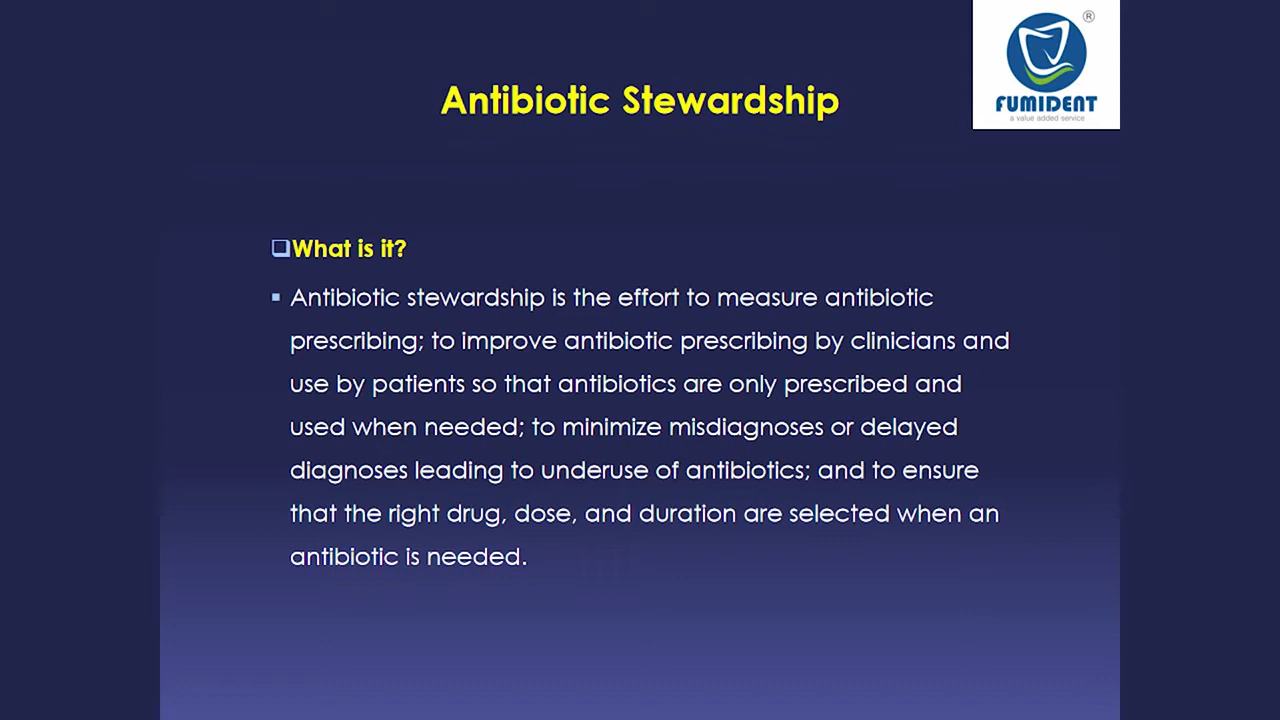 ®
FUMIDENT
a value added service
Antibiotic Stewardship
What is it?
Antibiotic stewardship is the effort to measure antibiotic
prescribing; to improve antibiotic prescribing by clinicians and
use by patients so that antibiotics are only prescribed and
used when needed; to minimize misdiagnoses or delayed
diagnoses leading to underuse of antibiotics; and to ensure
that the right drug, dose, and duration are selected when an
antibiotic is needed.